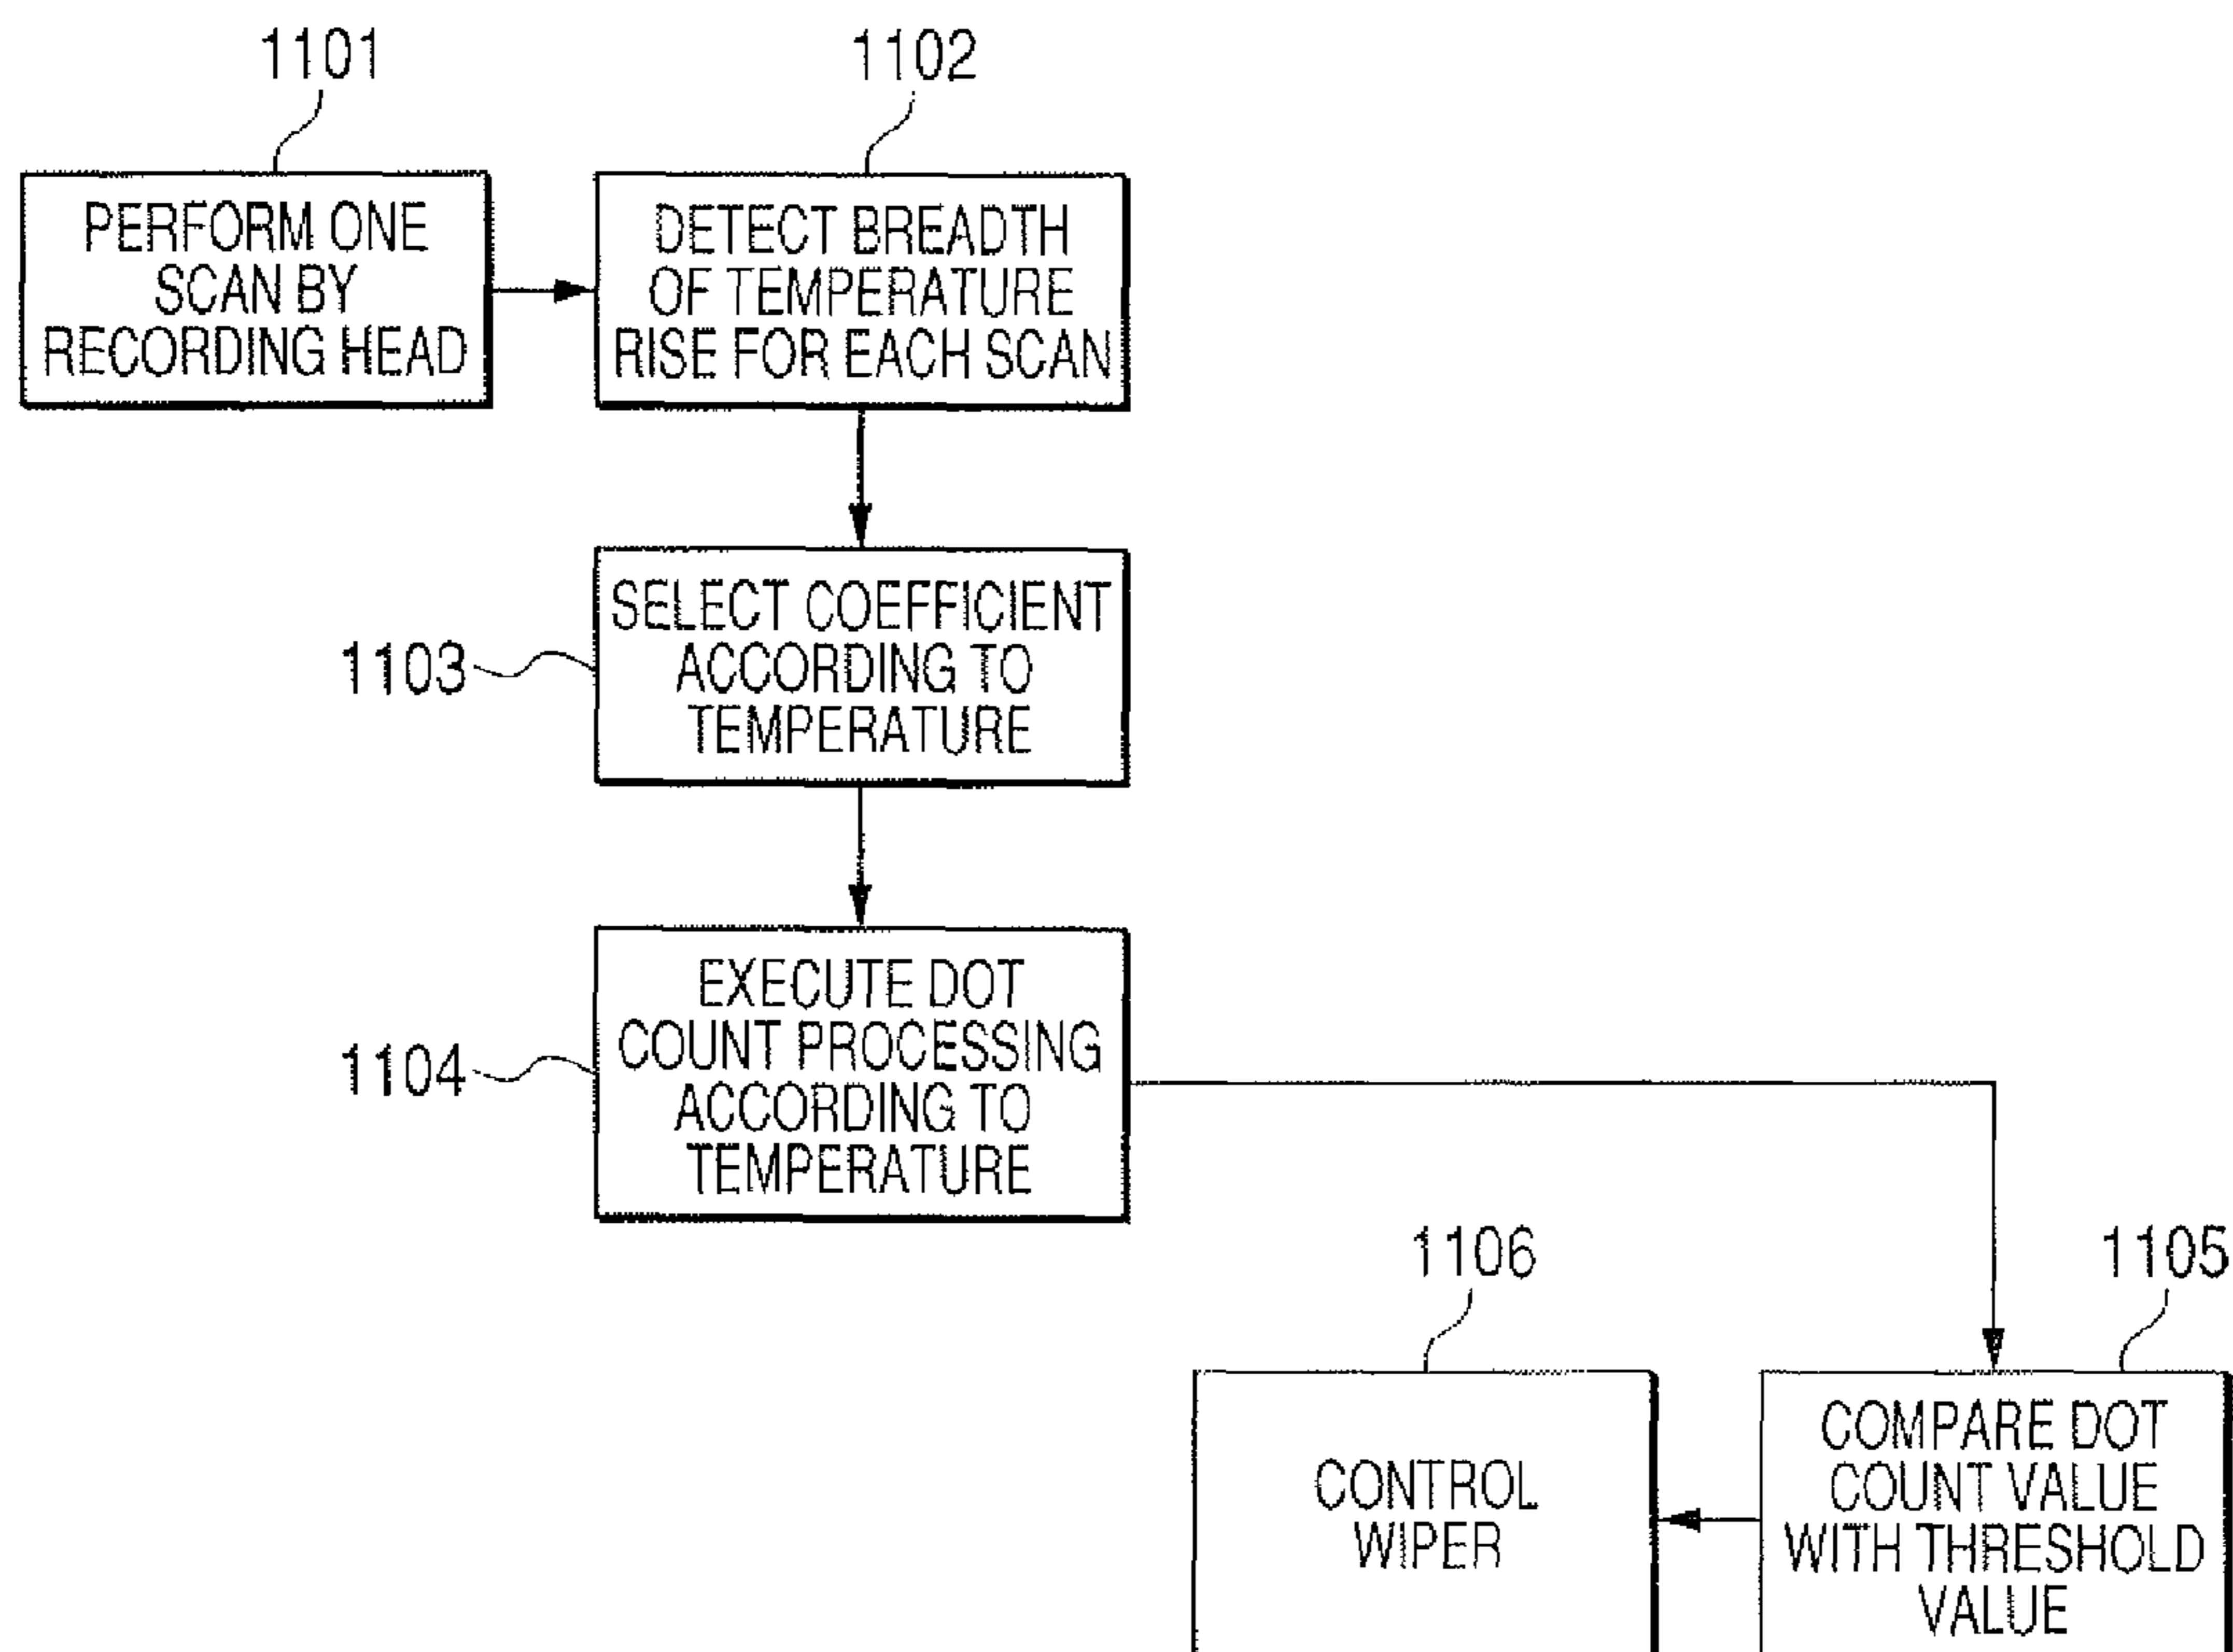 1101
PERFORM ONE
SCAN BY
RECORDING HEAD
1102
DETECT BREADTH
OF TEMPERATURE
RISE FOR EACH SCAN
1103
SELECT COEFFICIENT
ACCORDING TO
TEMPERATURE
1104
EXECUTE DOT
COUNT PROCESSING
ACCORDING TO
TEMPERATURE
1105
COMPARE DOT
COUNT VALUE
WITH THRESHOLD
VALUE
1106
CONTROL
WIPER